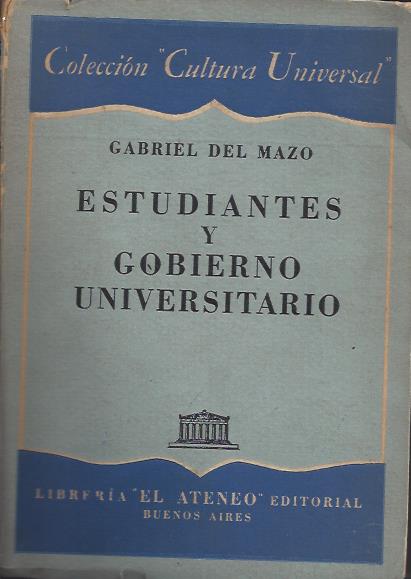 Colección "Cultura Universal"
GABRIEL DEL MAZO
ESTUDIANTES
Y
GOBIERNO
UNIVERSITARIO
LIBRERÍA "EL ATENEO" EDITORIAL
BUENOS AIRES